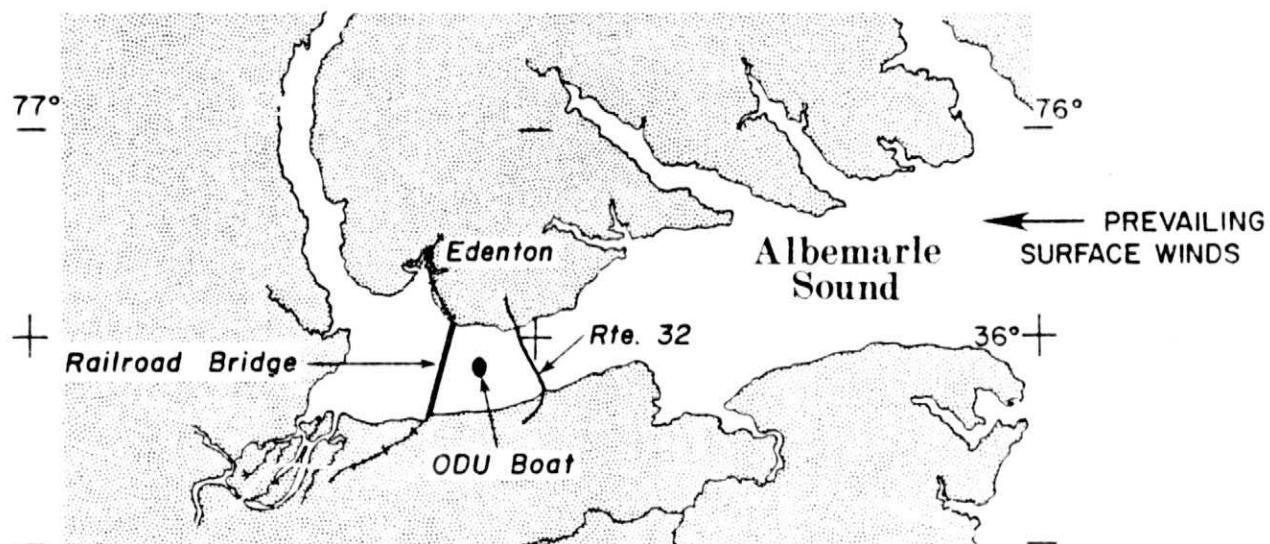 77°
76°
PREVAILING
SURFACE WINDS
Edenton
Albemarle
Sound
Rte. 32
36°
Railroad Bridge
ODU Boat